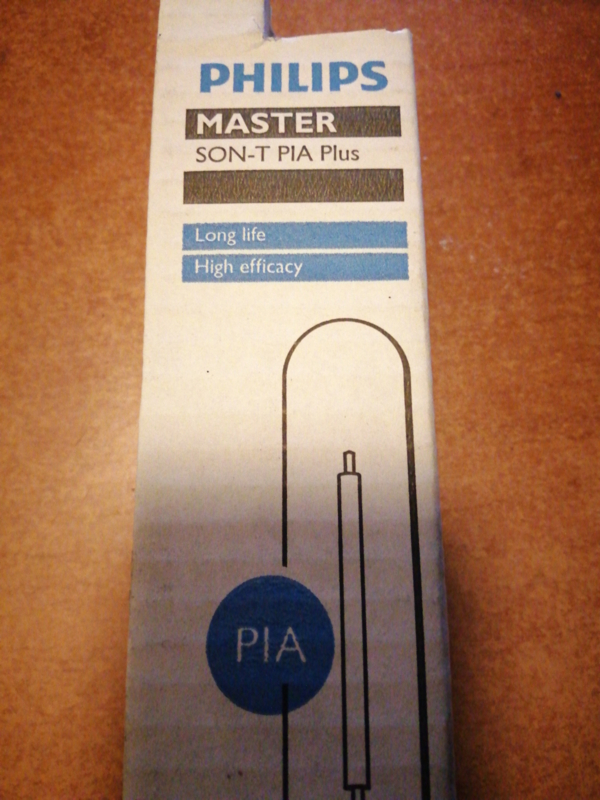 PHILIPS
MASTER
SON-T PIA Plus
Long life
High efficacy
PIA